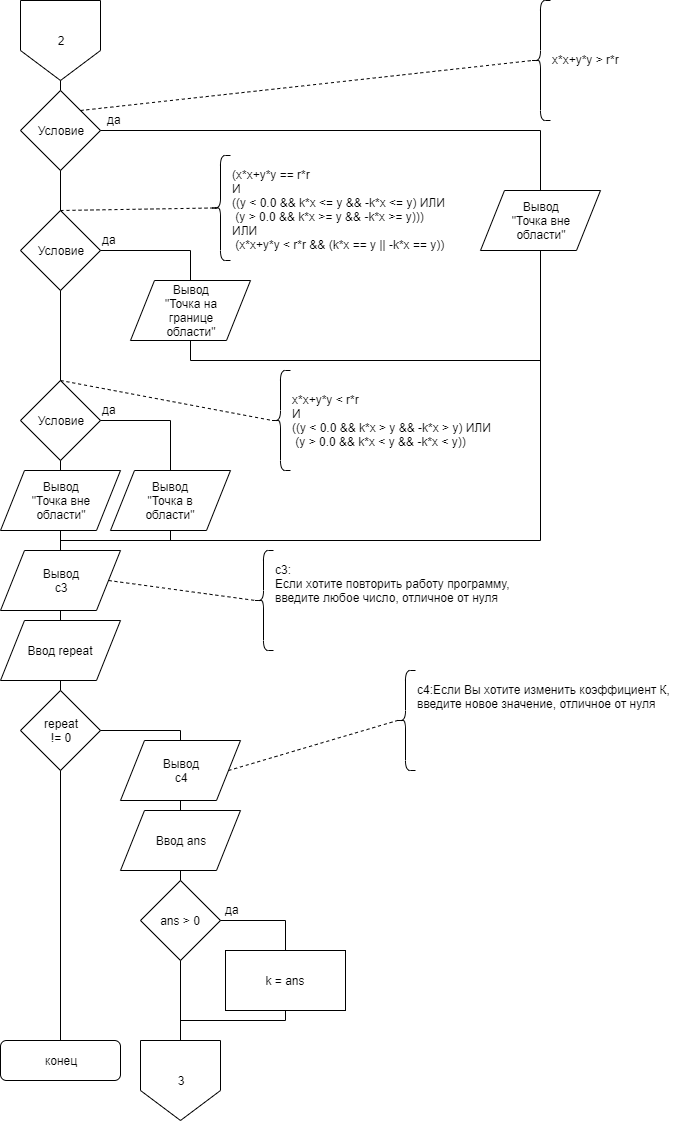 2
x*x+y*y > r*r
Условие
да
(x*x+y*y == r*r
И
((y < 0.0 && k*x <= y && -k*x <= y) ИЛИ
(y > 0.0 && k*x >= y && -k*x >= y)))
ИЛИ
(x*x+y*y < r*r && (k*x == y || -k*x == y))
Вывод
"Точка вне
области"
Условие
да
Вывод
"Точка на
границе
области"
x*x+y*y < r*r
И
((y < 0.0 && k*x > y && -k*x > y) ИЛИ
(y > 0.0 && k*x < y && -k*x < y))
Условие
да
Вывод
"Точка вне
области"
Вывод
"Точка в
области"
Вывод
c3
c3:
Если хотите повторить работу программу,
введите любое число, отличное от нуля
Ввод repeat
c4:Если Вы хотите изменить коэффициент К,
введите новое значение, отличное от нуля
repeat
!= 0
Вывод
c4
Ввод ans
ans > 0
да
k = ans
конец
3